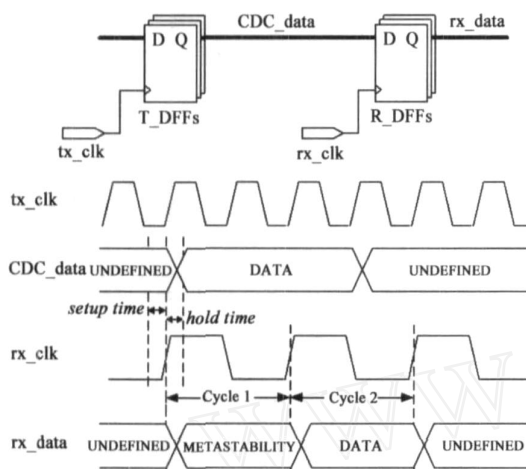 CDC_data rx_data
D Q D Q
T_DFFs R_DFFs
tx_clk rx_clk
tx_clk
CDC_data UNDEFINED DATA UNDEFINED
setup time hold time
rx_clk
Cycle 1 Cycle 2
rx_data UNDEFINED METASTABILITY DATA UNDEFINED